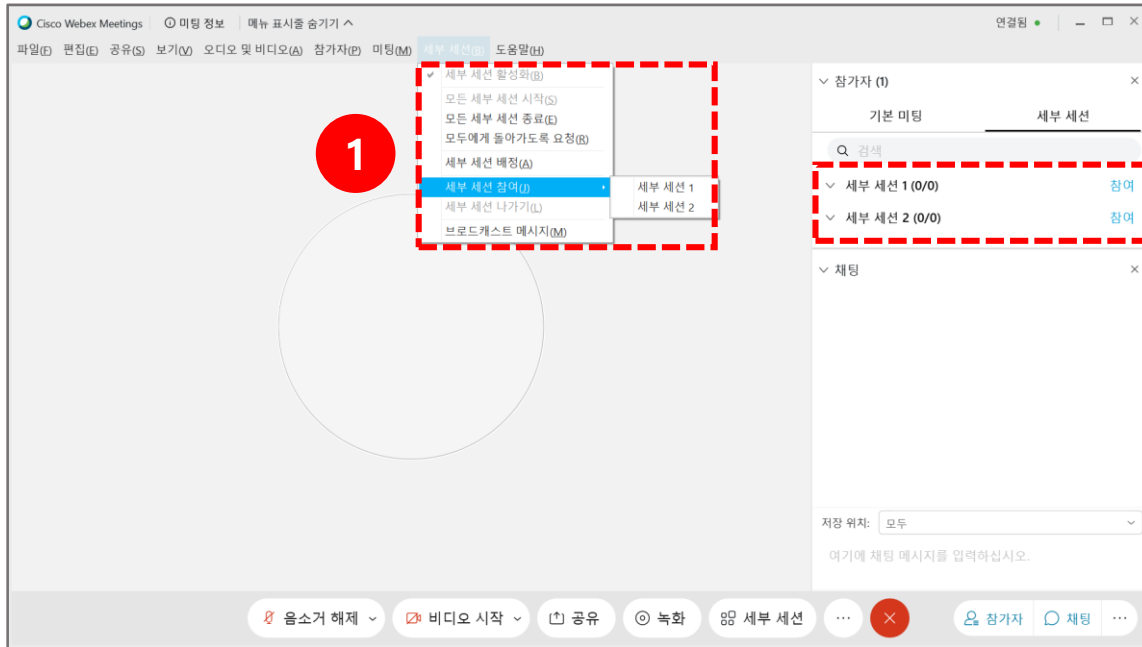 Cisco Webex Meetings 미팅 정보 메뉴 표시줄 숨기기 연결됨
파일(F) 편집(E) 공유(S) 보기(V) 오디오 및 비디오(A) 참가자(P) 미팅(M) 세부 세션(B) 도움말(H)
세부 세션 활성화(B)
모든 세부 세션 시작(S)
모든 세부 세션 종료(E)
모두에게 돌아가도록 요청(R)
세부 세션 배정(A)
세부 세션 참여(J)
세부 세션 1
세부 세션 나가기(L)
세부 세션 2
브로드캐스트 메시지(M)
1
참가자 (1)
기본 미팅 세부 세션
검색
세부 세션 1 (0/0) 참여
세부 세션 2 (0/0) 참여
채팅
저장 위치: 모두
여기에 채팅 메시지를 입력하십시오.
음소거 해제 비디오 시작 공유 녹화 세부 세션 ... 참가자 채팅 ...